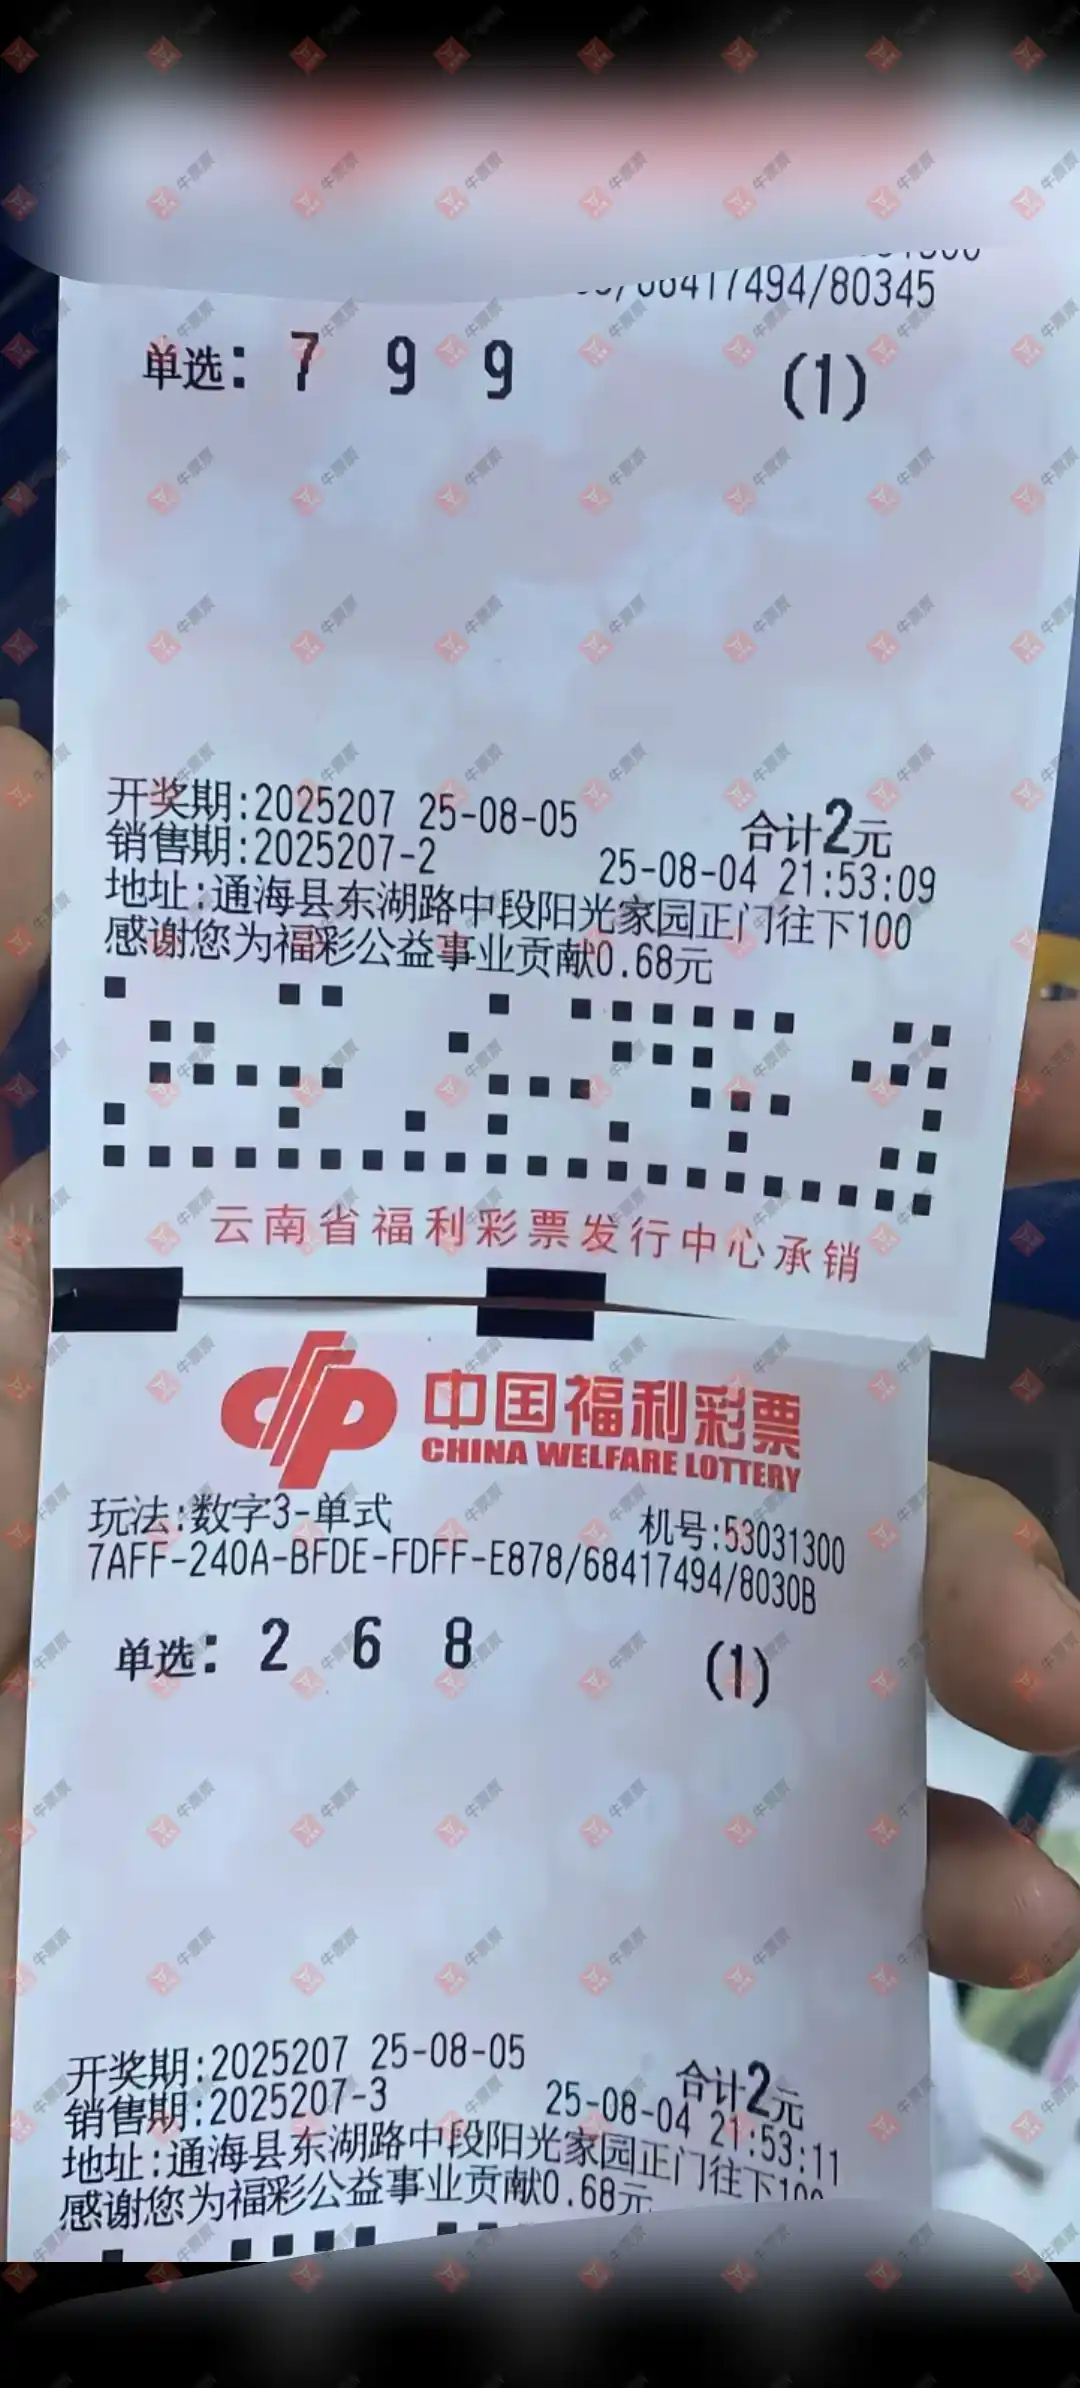 /68417494/80345
单选: 7 9 9 (1)
开奖期:2025207 25-08-05 合计2元
销售期:2025207-2 25-08-04 21:53:09
地址:通海县东湖路中段阳光家园正门往下100
感谢您为福彩公益事业贡献0.68元
云南省福利彩票发行中心承销
中国福利彩票
CHINA WELFARE LOTTERY
玩法:数字3-单式 机号:53031300
7AFF-240A-BFDE-FDFF-E878/68417494/8030B
单选: 2 6 8 (1)
开奖期:2025207 25-08-05 合计2元
销售期:2025207-3 25-08-04 21:53:11
地址:通海县东湖路中段阳光家园正门往下100
感谢您为福彩公益事业贡献0.68元
牛票票